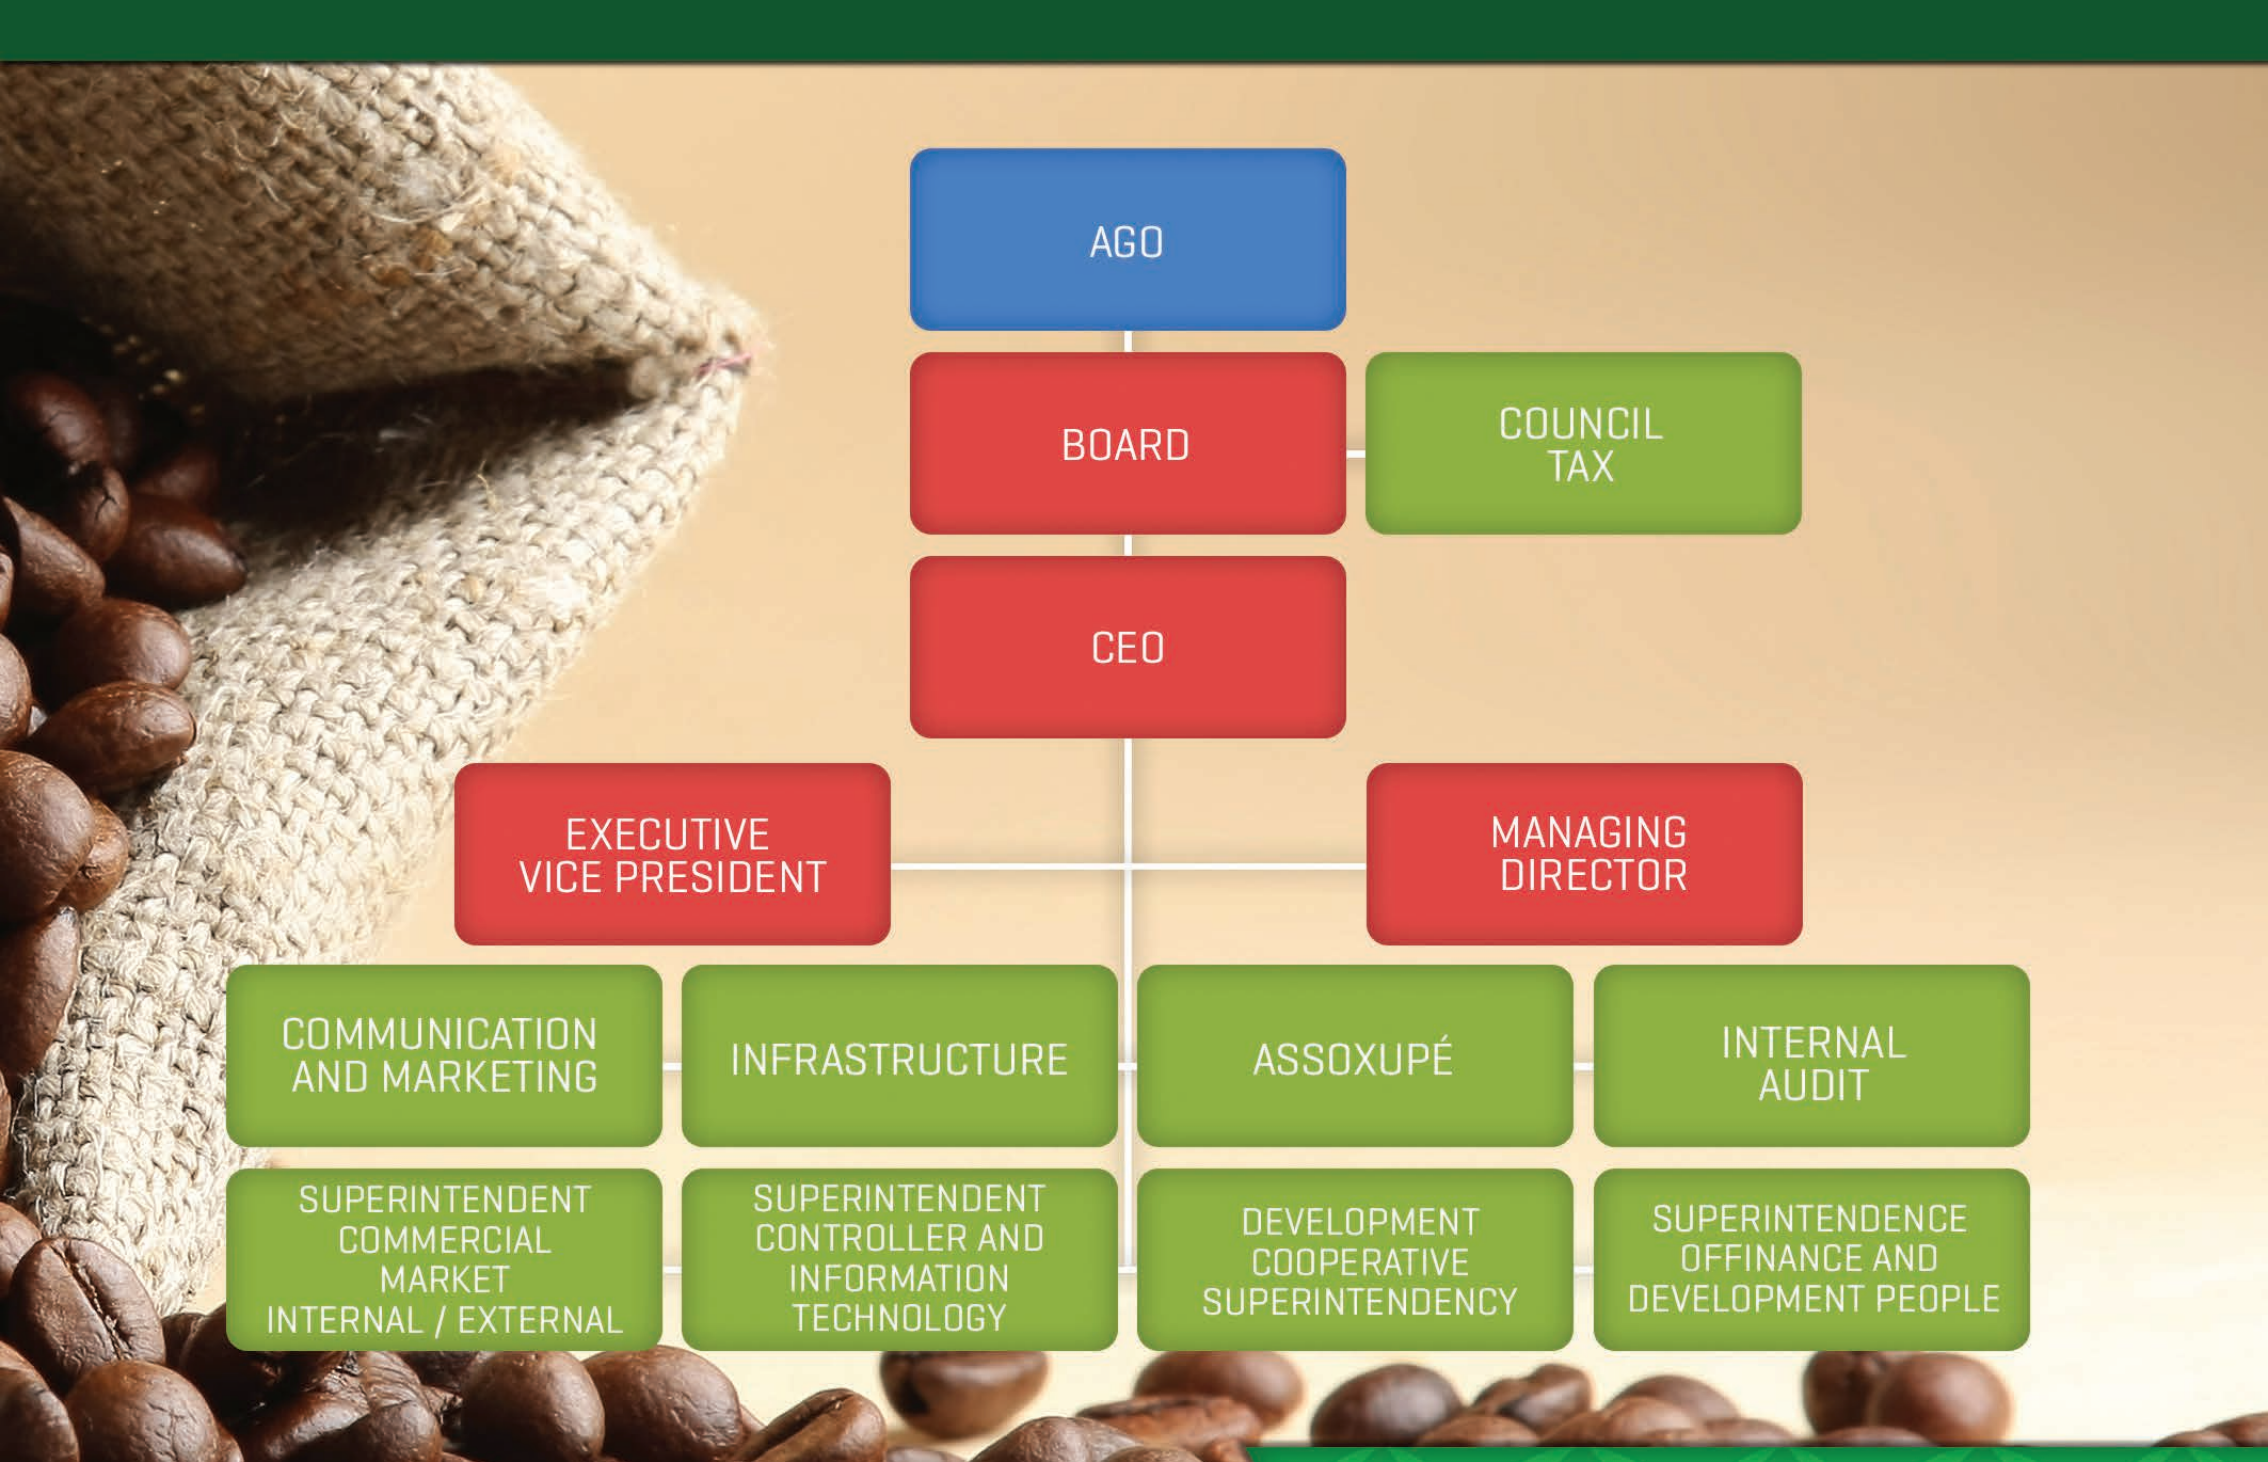 AGO
BOARD
COUNCIL
TAX
CEO
EXECUTIVE
VICE PRESIDENT
MANAGING
DIRECTOR
COMMUNICATION
AND MARKETING
INFRASTRUCTURE
ASSOXUPÉ
INTERNAL
AUDIT
SUPERINTENDENT
COMMERCIAL
MARKET
INTERNAL / EXTERNAL
SUPERINTENDENT
CONTROLLER AND
INFORMATION
TECHNOLOGY
DEVELOPMENT
COOPERATIVE
SUPERINTENDENCY
SUPERINTENDENCE
OFFINANCE AND
DEVELOPMENT PEOPLE